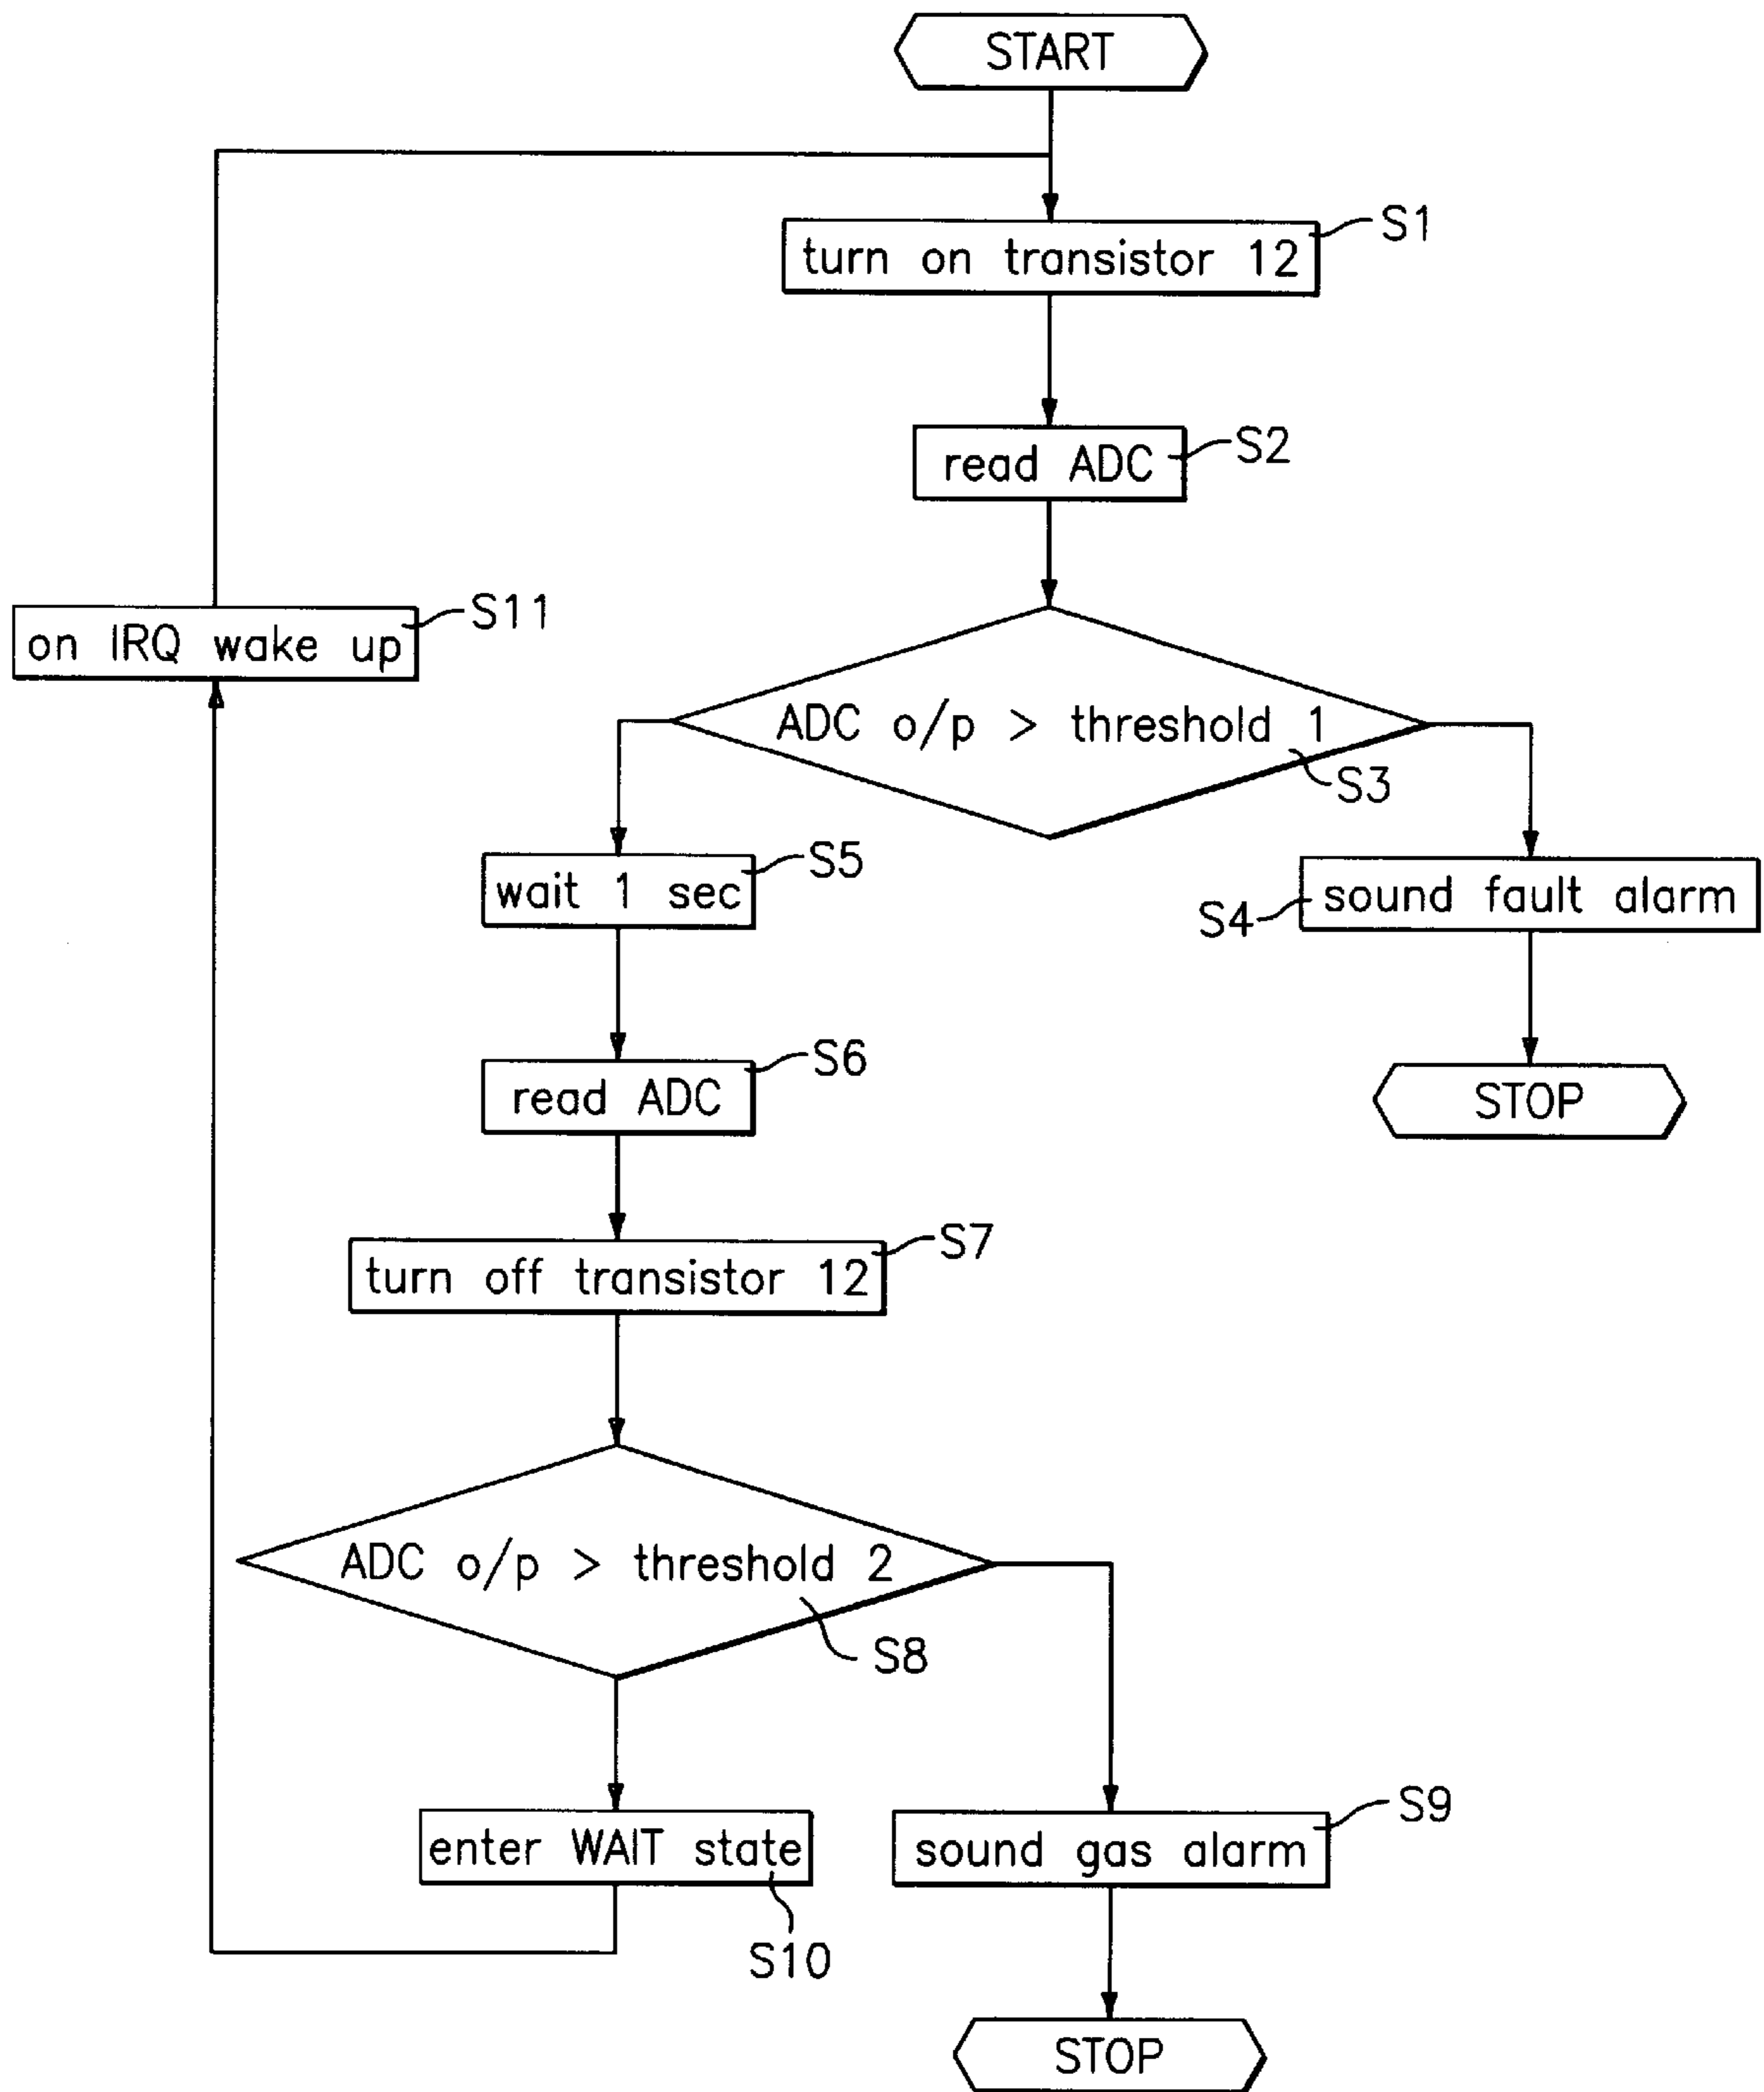 START
turn on transistor 12
S1
read ADC
S2
on IRQ wake up
S11
ADC o/p > threshold 1
S3
wait 1 sec
S5
S4
sound fault alarm
read ADC
S6
STOP
turn off transistor 12
S7
ADC o/p > threshold 2
S8
enter WAIT state
S10
sound gas alarm
S9
STOP